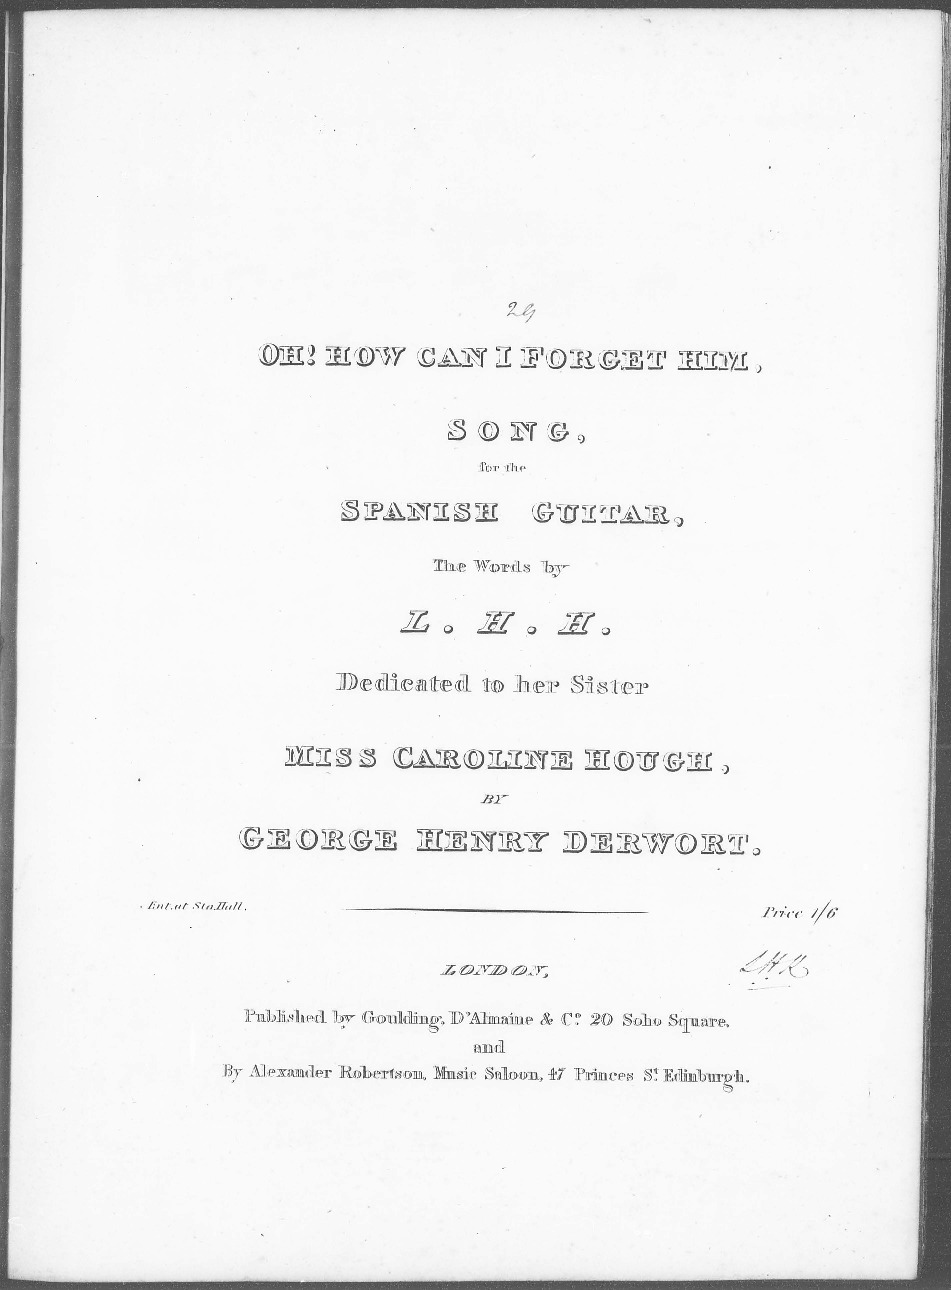 29
OH! HOW CAN I FORGET HIM,
SONG,
for the
SPANISH GUITAR,
The Words by
L. H. H.
Dedicated to her Sister
MISS CAROLINE HOUGH,
BY
GEORGE HENRY DERWORT.
Ent. at Sta. Hall.
Price 1/6
LONDON,
Published by Goulding, D'Almaine & Co. 20 Soho Square.
and
By Alexander Robertson, Music Saloon, 47 Princes St. Edinburgh.